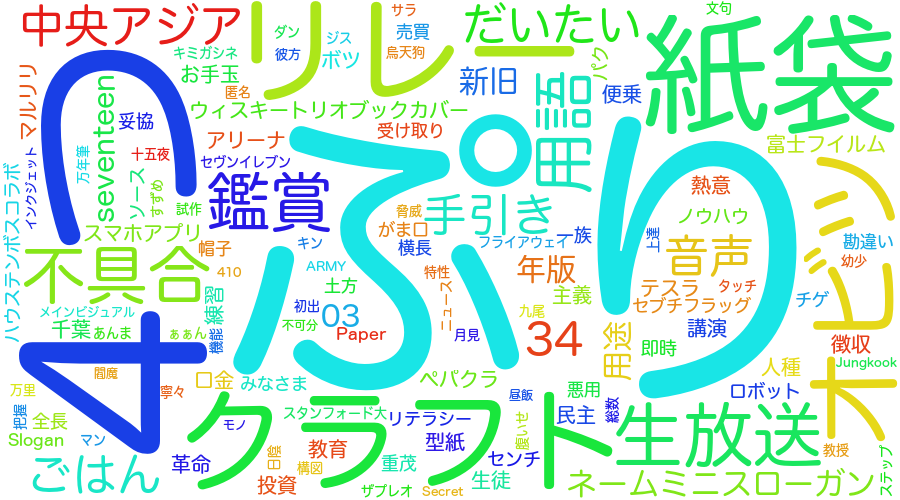 中央アジア
リレー
だいたい
紙袋
サラ
売買
文句
ダン
ジス
ボッ
烏天狗
キミガシネ
彼方
お手玉
匿名
パク
新旧
便乗
用語
マルリリ
seventeen
妥協
ウィスキートリオブックカバー
アリーナ
受け取り
富士フイルム
十五夜
セヴンイレブン
万年筆
インクジェット
ソース
すずめ
試作
鑑賞
脅威
がま口
手引き
熱意
ノウハウ
オビツ
ハウステンボスコラボ
スマホアプリ
帽子
キン
横長
フライアウェイ
一族
上達
音声
勘違い
幼少
つ
ぷりっ
不具合
410
ARMY
特性
年版
テスラ
タッチ
土方
主義
セブチフラッグ
チゲ
メインビジュアル
練習
初出
03
ニュース
九尾
千葉
あんま
ぁぁん
機能
不可分
Paper
月見
34
用途
講演
徴収
即時
Jungkook
4
閻魔
口金
みなさま
ペパクラ
人種
万里
寧々
昼飯
悪用
ロボット
把握
全長
マン
クラフト
モノ
スタンフォード大
リテラシー
腹いせ
民主
総数
生放送
Slogan
日陰
教育
型紙
教授
ごはん
革命
構図
重茂
センチ
ステップ
投資
ザプレオ
Secret
生徒
ネームミニスローガン